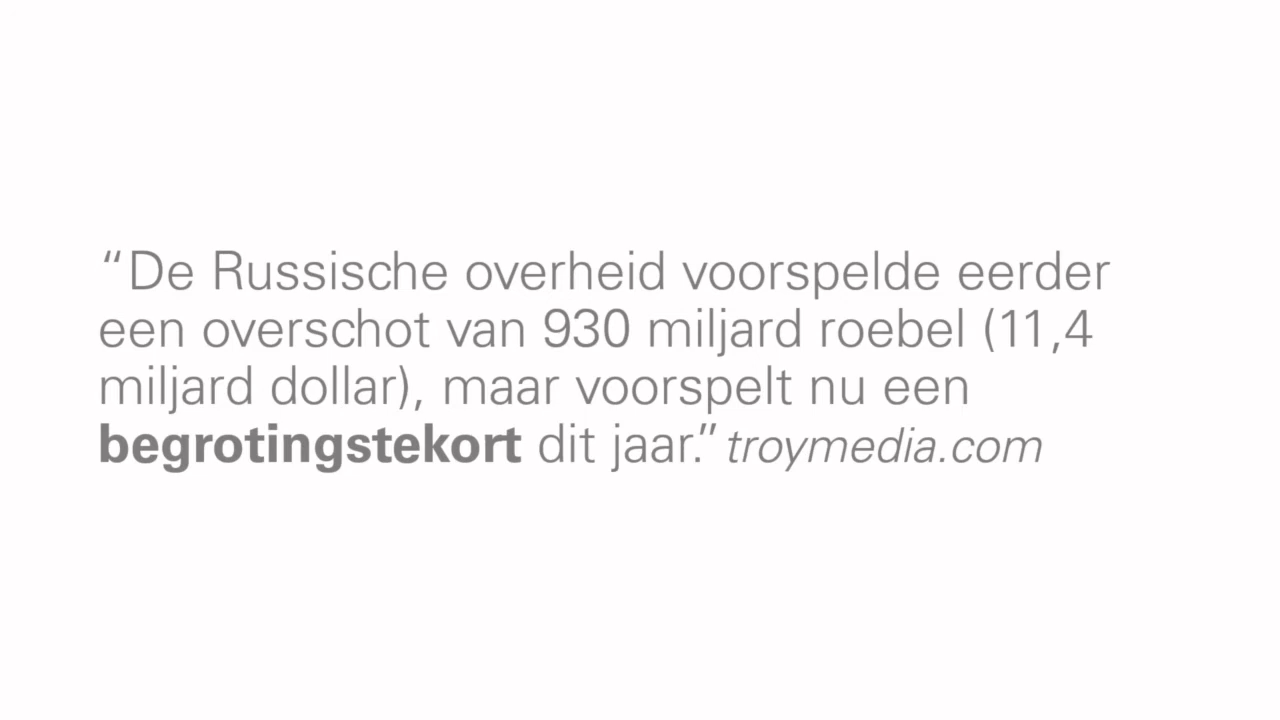 “De Russische overheid voorspelde eerder
een overschot van 930 miljard roebel (11,4
miljard dollar), maar voorspelt nu een
begrotingstekort dit jaar.” troymedia.com